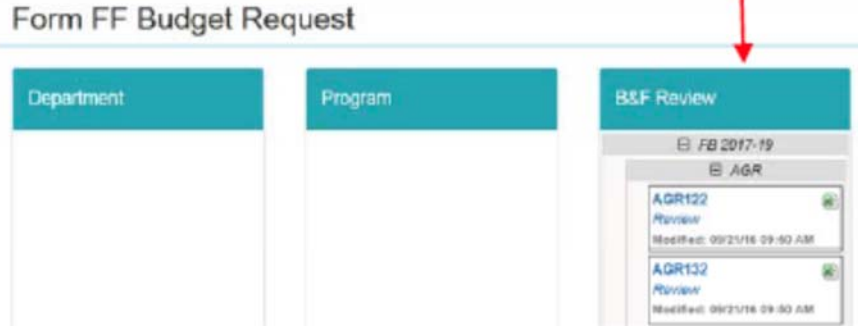 Form FF Budget Request
Department
Program
B&F Review
FB 2017-19
AGR
AGR122
Review
Modified: 09/21/16 09:50 AM
AGR132
Review
Modified: 09/21/16 09:50 AM